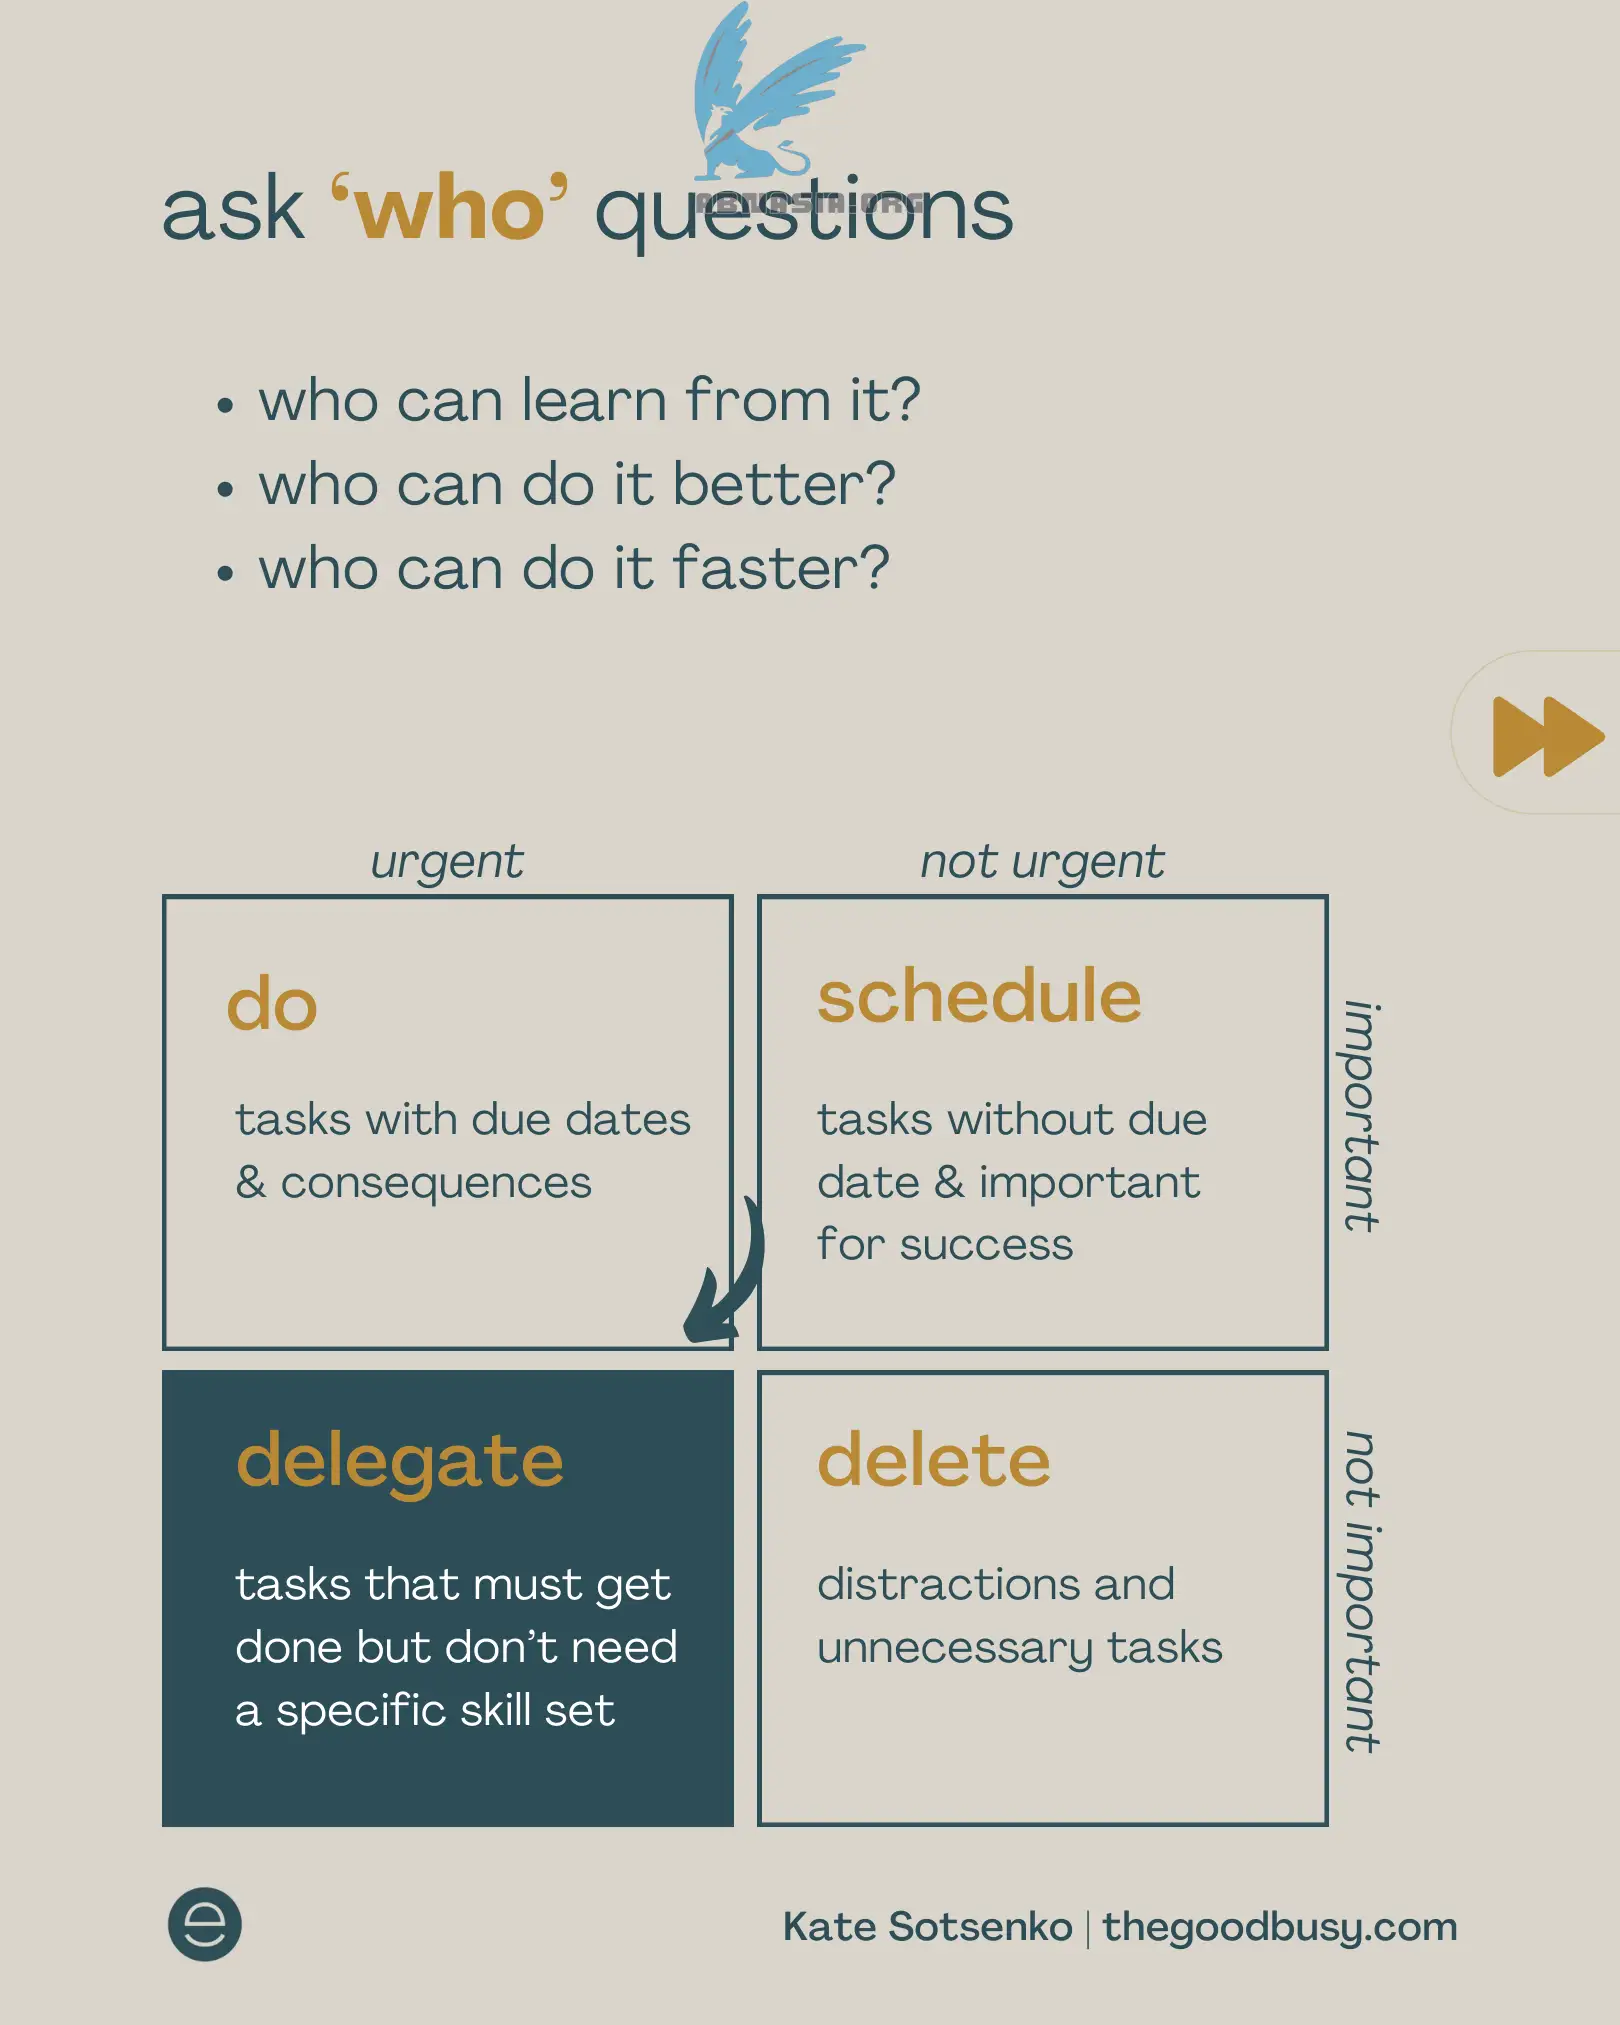 ABIZASIA.ORG
ask ‘who’ questions
• who can learn from it?
• who can do it better?
• who can do it faster?
urgent
not urgent
do
tasks with due dates
& consequences
schedule
tasks without due
date & important
for success
important
delegate
tasks that must get
done but don’t need
a specific skill set
delete
distractions and
unnecessary tasks
not important
e
Kate Sotsenko | thegoodbusy.com